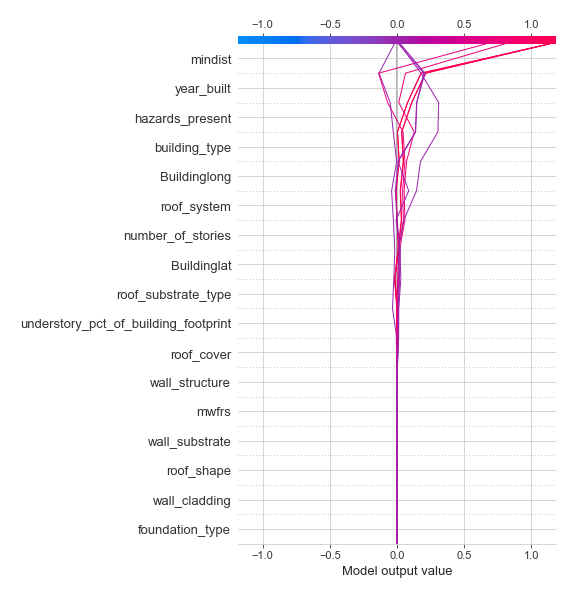 −1.0 −0.5 0.0 0.5 1.0
mindist
year_built
hazards_present
building_type
Buildinglong
roof_system
number_of_stories
Buildinglat
roof_substrate_type
understory_pct_of_building_footprint
roof_cover
wall_structure
mwfrs
wall_substrate
roof_shape
wall_cladding
foundation_type
−1.0 −0.5 0.0 0.5 1.0
Model output value